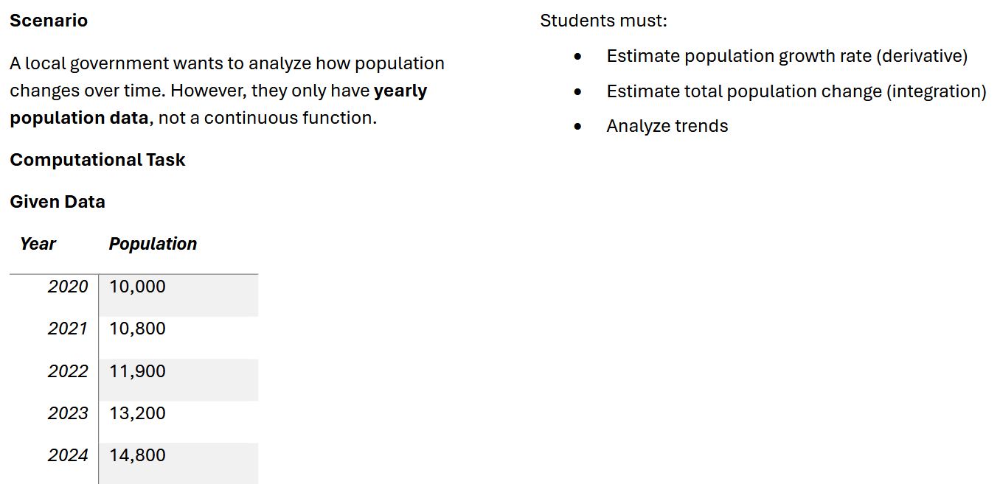 Scenario
A local government wants to analyze how population
changes over time. However, they only have yearly
population data, not a continuous function.
Computational Task
Given Data
Year Population
2020 10,000
2021 10,800
2022 11,900
2023 13,200
2024 14,800
Students must:
• Estimate population growth rate (derivative)
• Estimate total population change (integration)
• Analyze trends